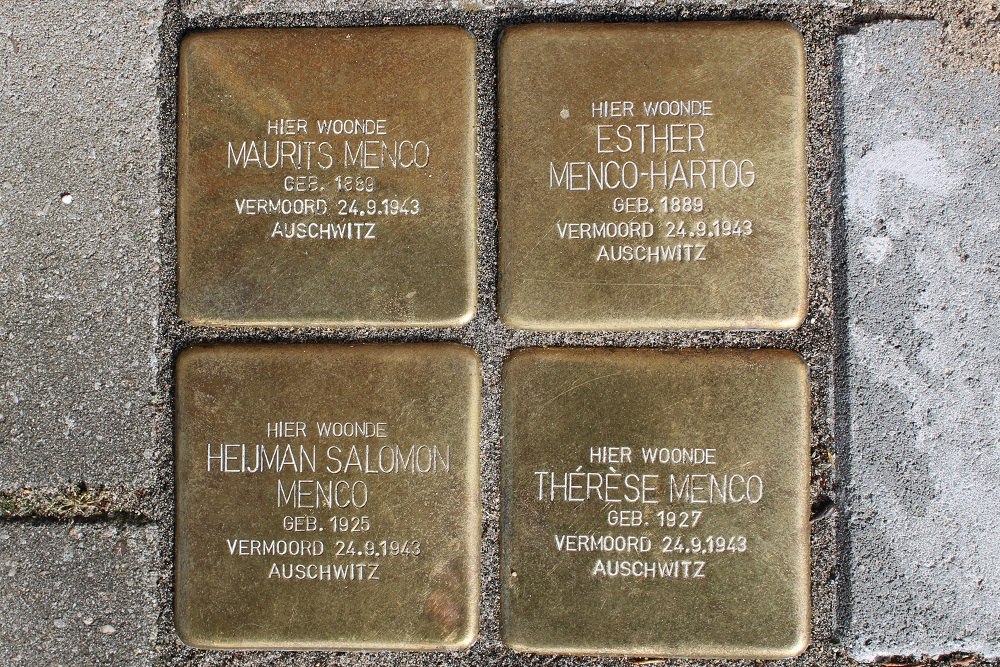 HIER WOONDE
MAURITS MENCO
GEB. 1889
VERMOORD 24.9.1943
AUSCHWITZ
HIER WOONDE
ESTHER
MENCO-HARTOG
GEB. 1889
VERMOORD 24.9.1943
AUSCHWITZ
HIER WOONDE
HEIJMAN SALOMON
MENCO
GEB. 1925
VERMOORD 24.9.1943
AUSCHWITZ
HIER WOONDE
THÉRÈSE MENCO
GEB. 1927
VERMOORD 24.9.1943
AUSCHWITZ